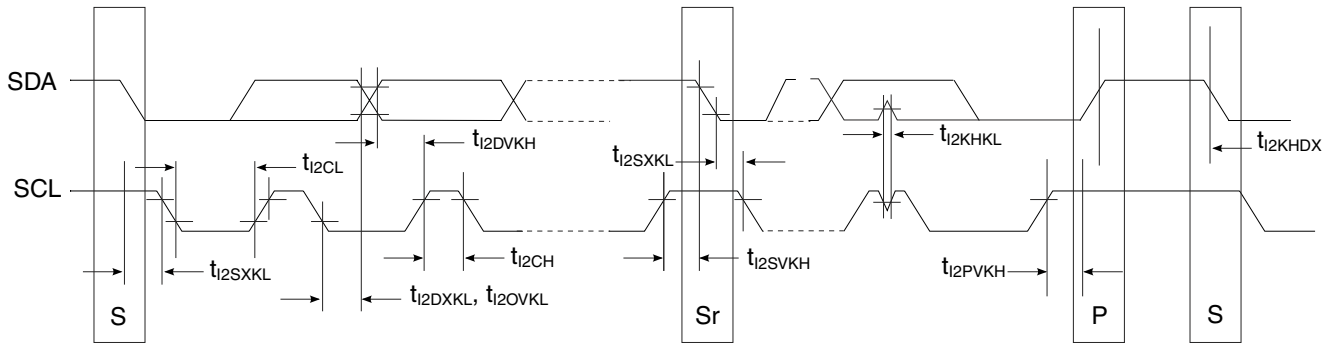 SDA
tI2DVKH
tI2KHKL
tI2SXKL
tI2KHDX
tI2CL
SCL
tI2SXKL
tI2CH
tI2SVKH
tI2PVKH
tI2DXKL, tI2OVKL
S
Sr
P
S